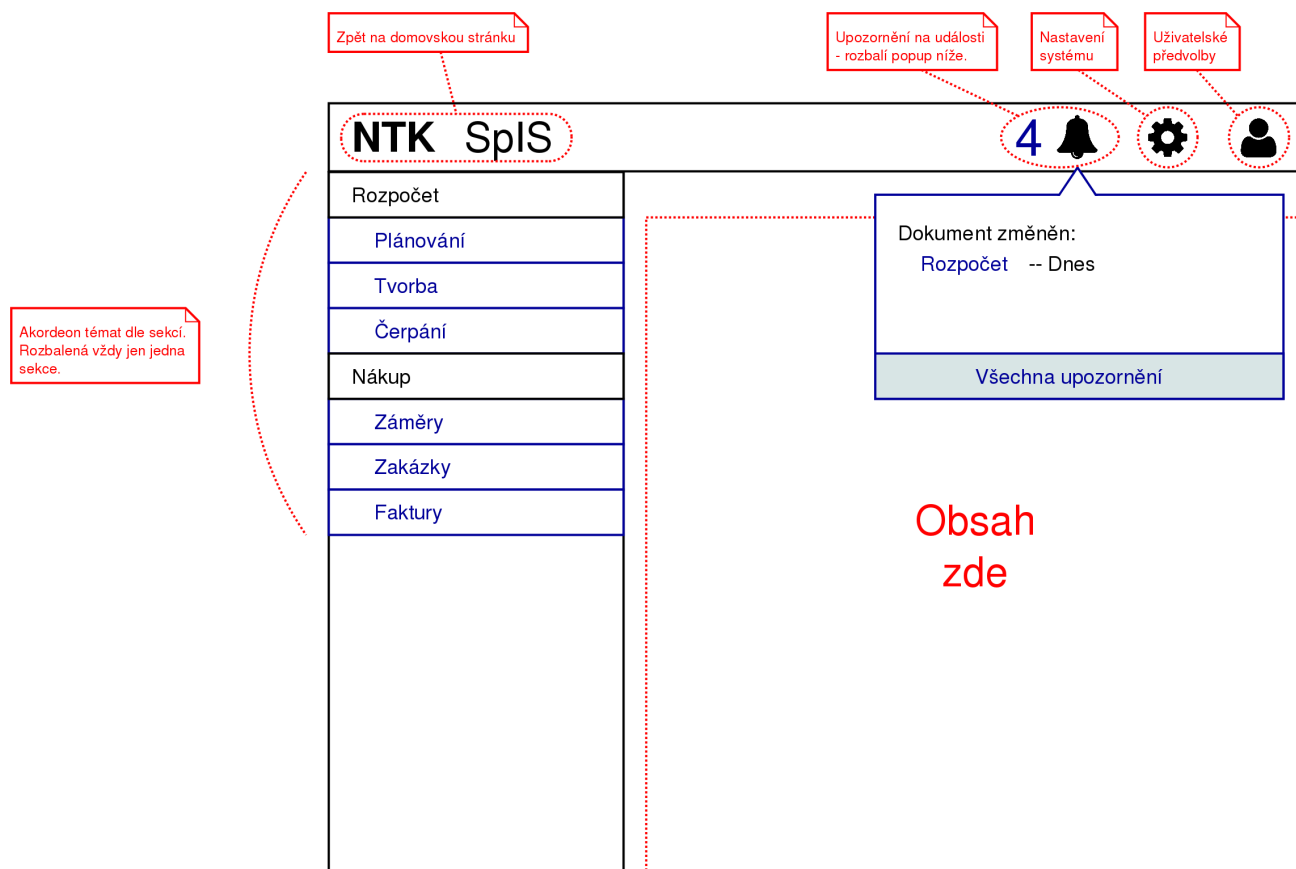 Zpět na domovskou stránku
Upozornění na události
- rozbalí popup níže.
Nastavení
systému
Uživatelské
předvolby
NTK SpIS
4
Rozpočet
Plánování
Tvorba
Čerpání
Nákup
Záměry
Zakázky
Faktury
Akordeon témat dle sekcí.
Rozbalená vždy jen jedna
sekce.
Dokument změněn:
Rozpočet -- Dnes
Všechna upozornění
Obsah
zde